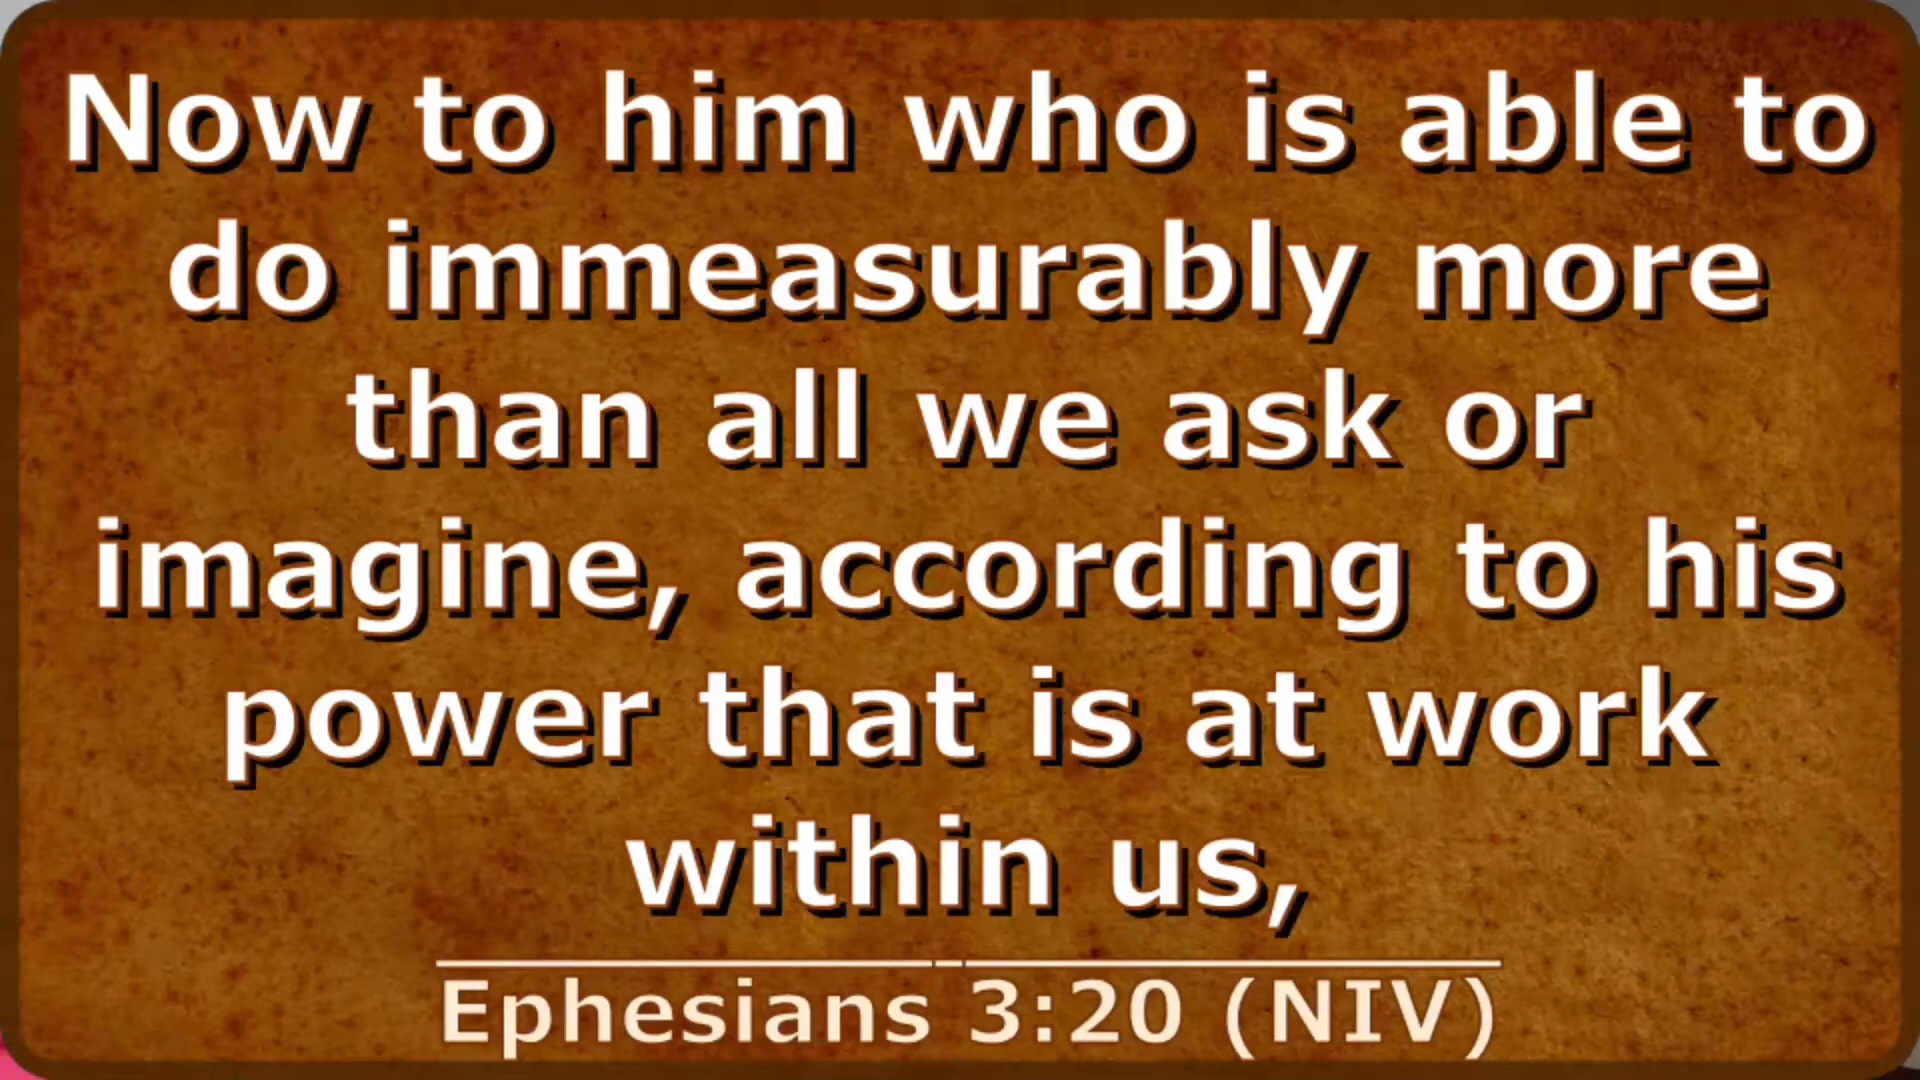 Now to him who is able to
do immeasurably more
than all we ask or
imagine, according to his
power that is at work
within us,
Ephesians 3:20 (NIV)